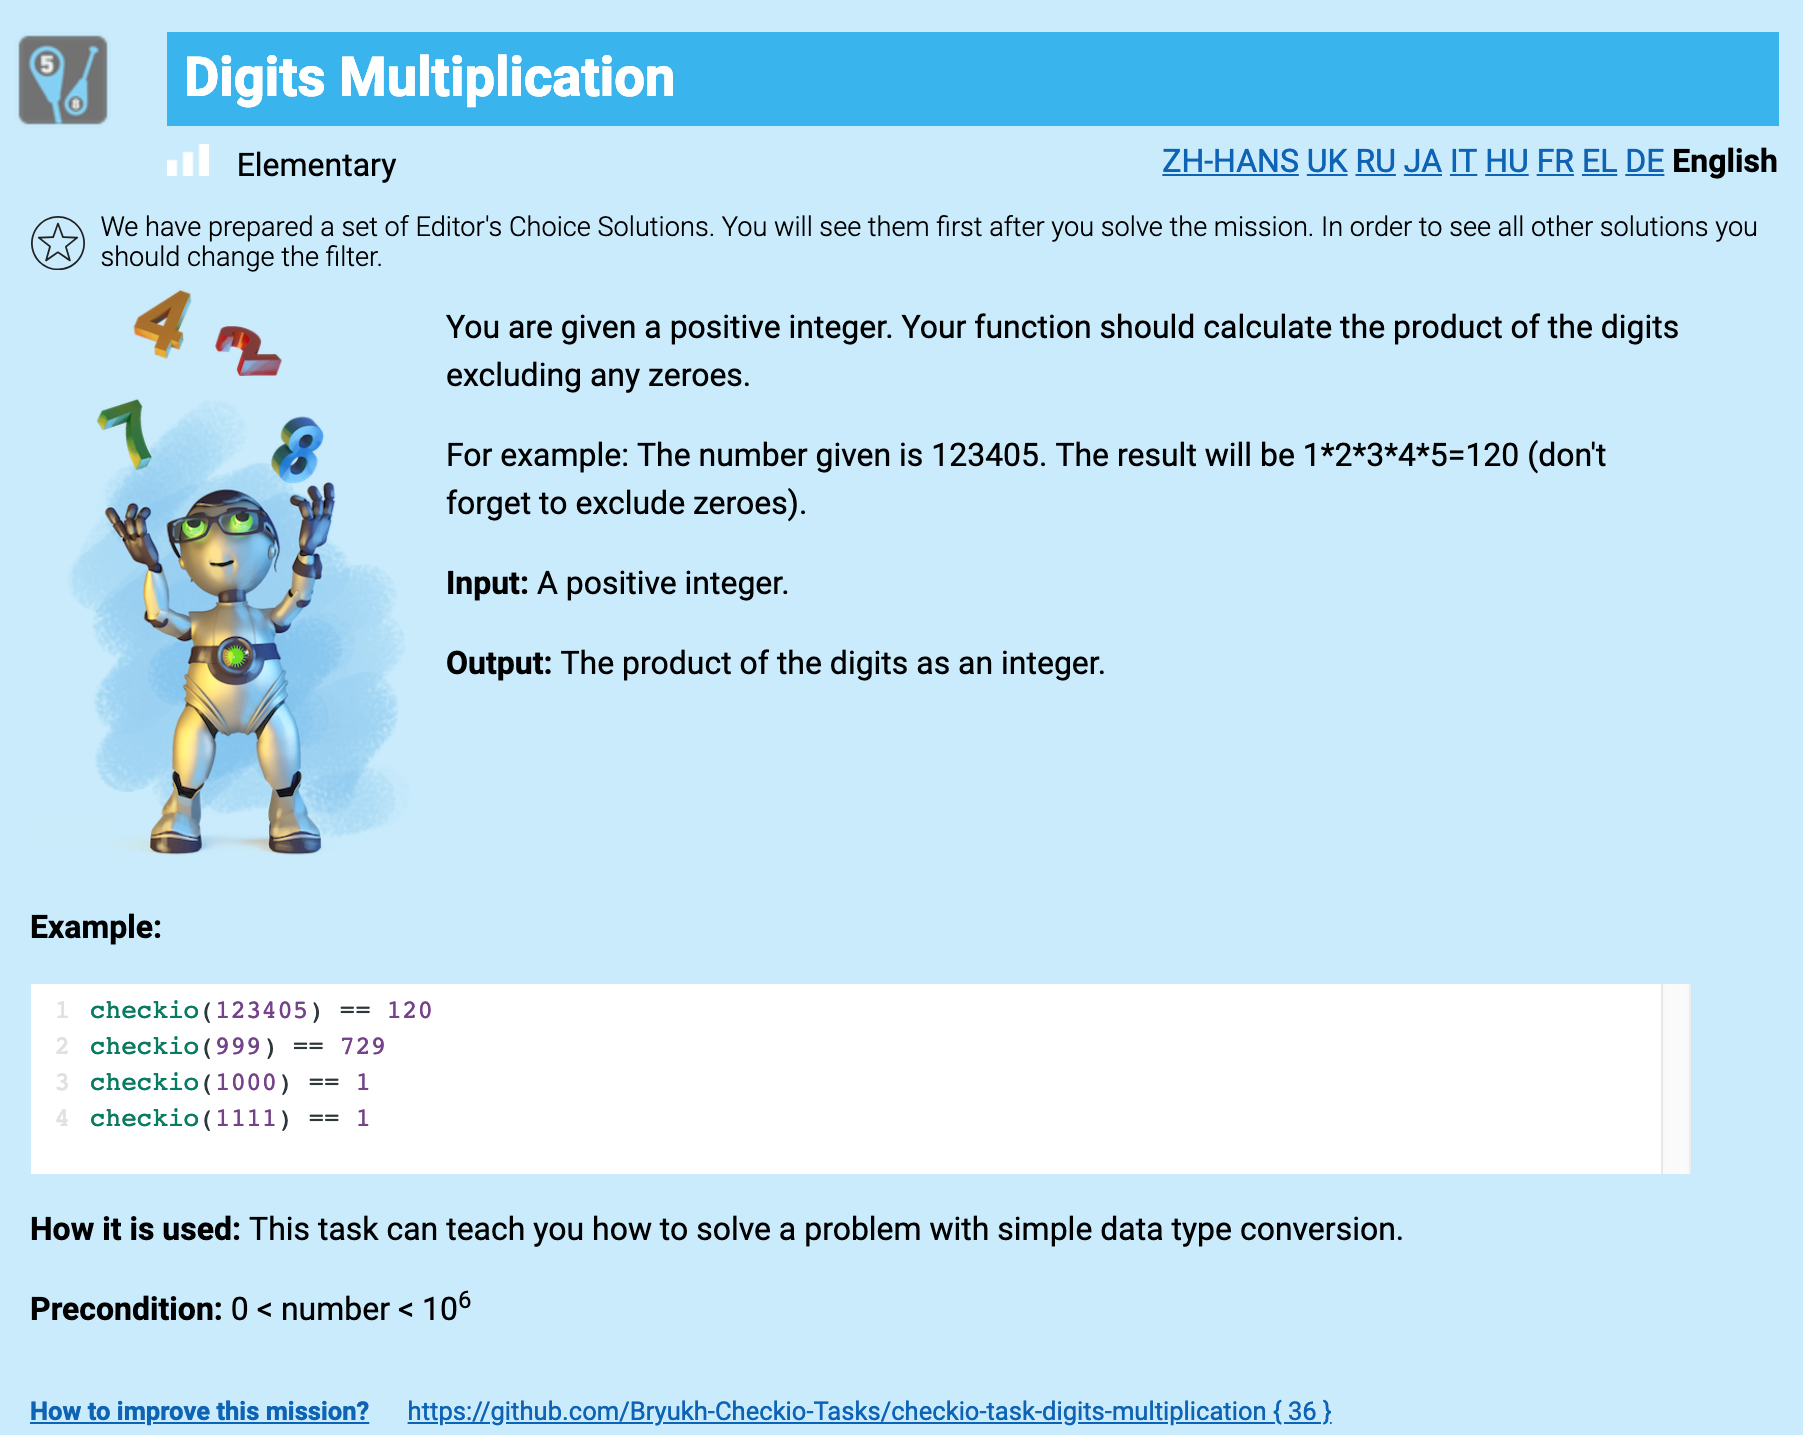 5
8
Digits Multiplication
Elementary
ZH-HANS UK RU JA IT HU FR EL DE English
We have prepared a set of Editor's Choice Solutions. You will see them first after you solve the mission. In order to see all other solutions you
should change the filter.
4
2
7
8
You are given a positive integer. Your function should calculate the product of the digits
excluding any zeroes.
For example: The number given is 123405. The result will be 1*2*3*4*5=120 (don't
forget to exclude zeroes).
Input: A positive integer.
Output: The product of the digits as an integer.
Example:
1 checkio(123405) == 120
2 checkio(999) == 729
3 checkio(1000) == 1
4 checkio(1111) == 1
How it is used: This task can teach you how to solve a problem with simple data type conversion.
Precondition: 0 < number < 10⁶
How to improve this mission? https://github.com/Bryukh-Checkio-Tasks/checkio-task-digits-multiplication { 36 }